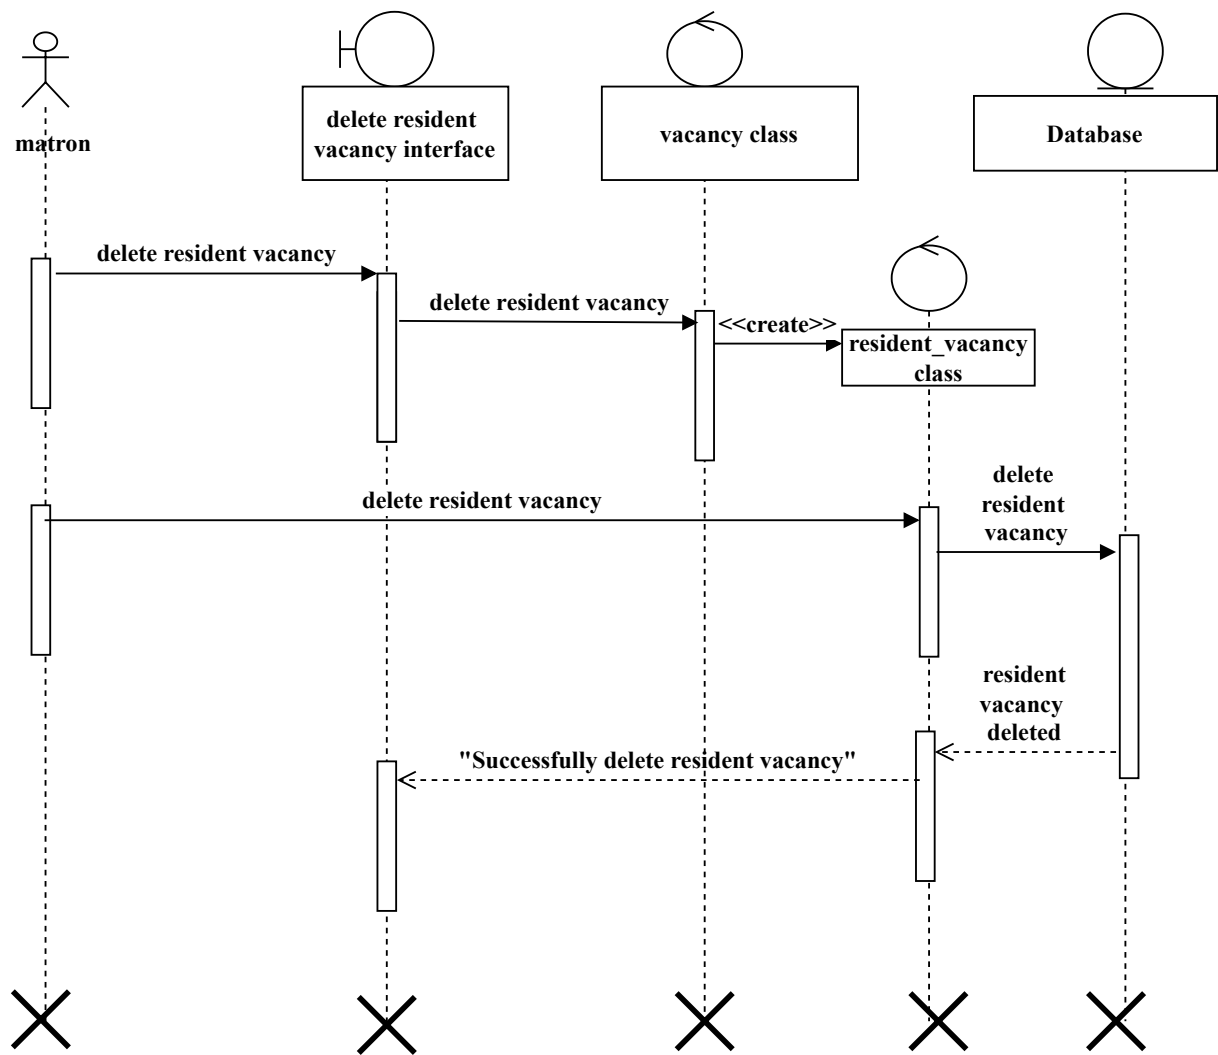 matron
delete resident
vacancy interface
vacancy class
Database
delete resident vacancy
delete resident vacancy
<<create>>
resident_vacancy
class
delete resident vacancy
delete
resident
vacancy
resident
vacancy
deleted
"Successfully delete resident vacancy"